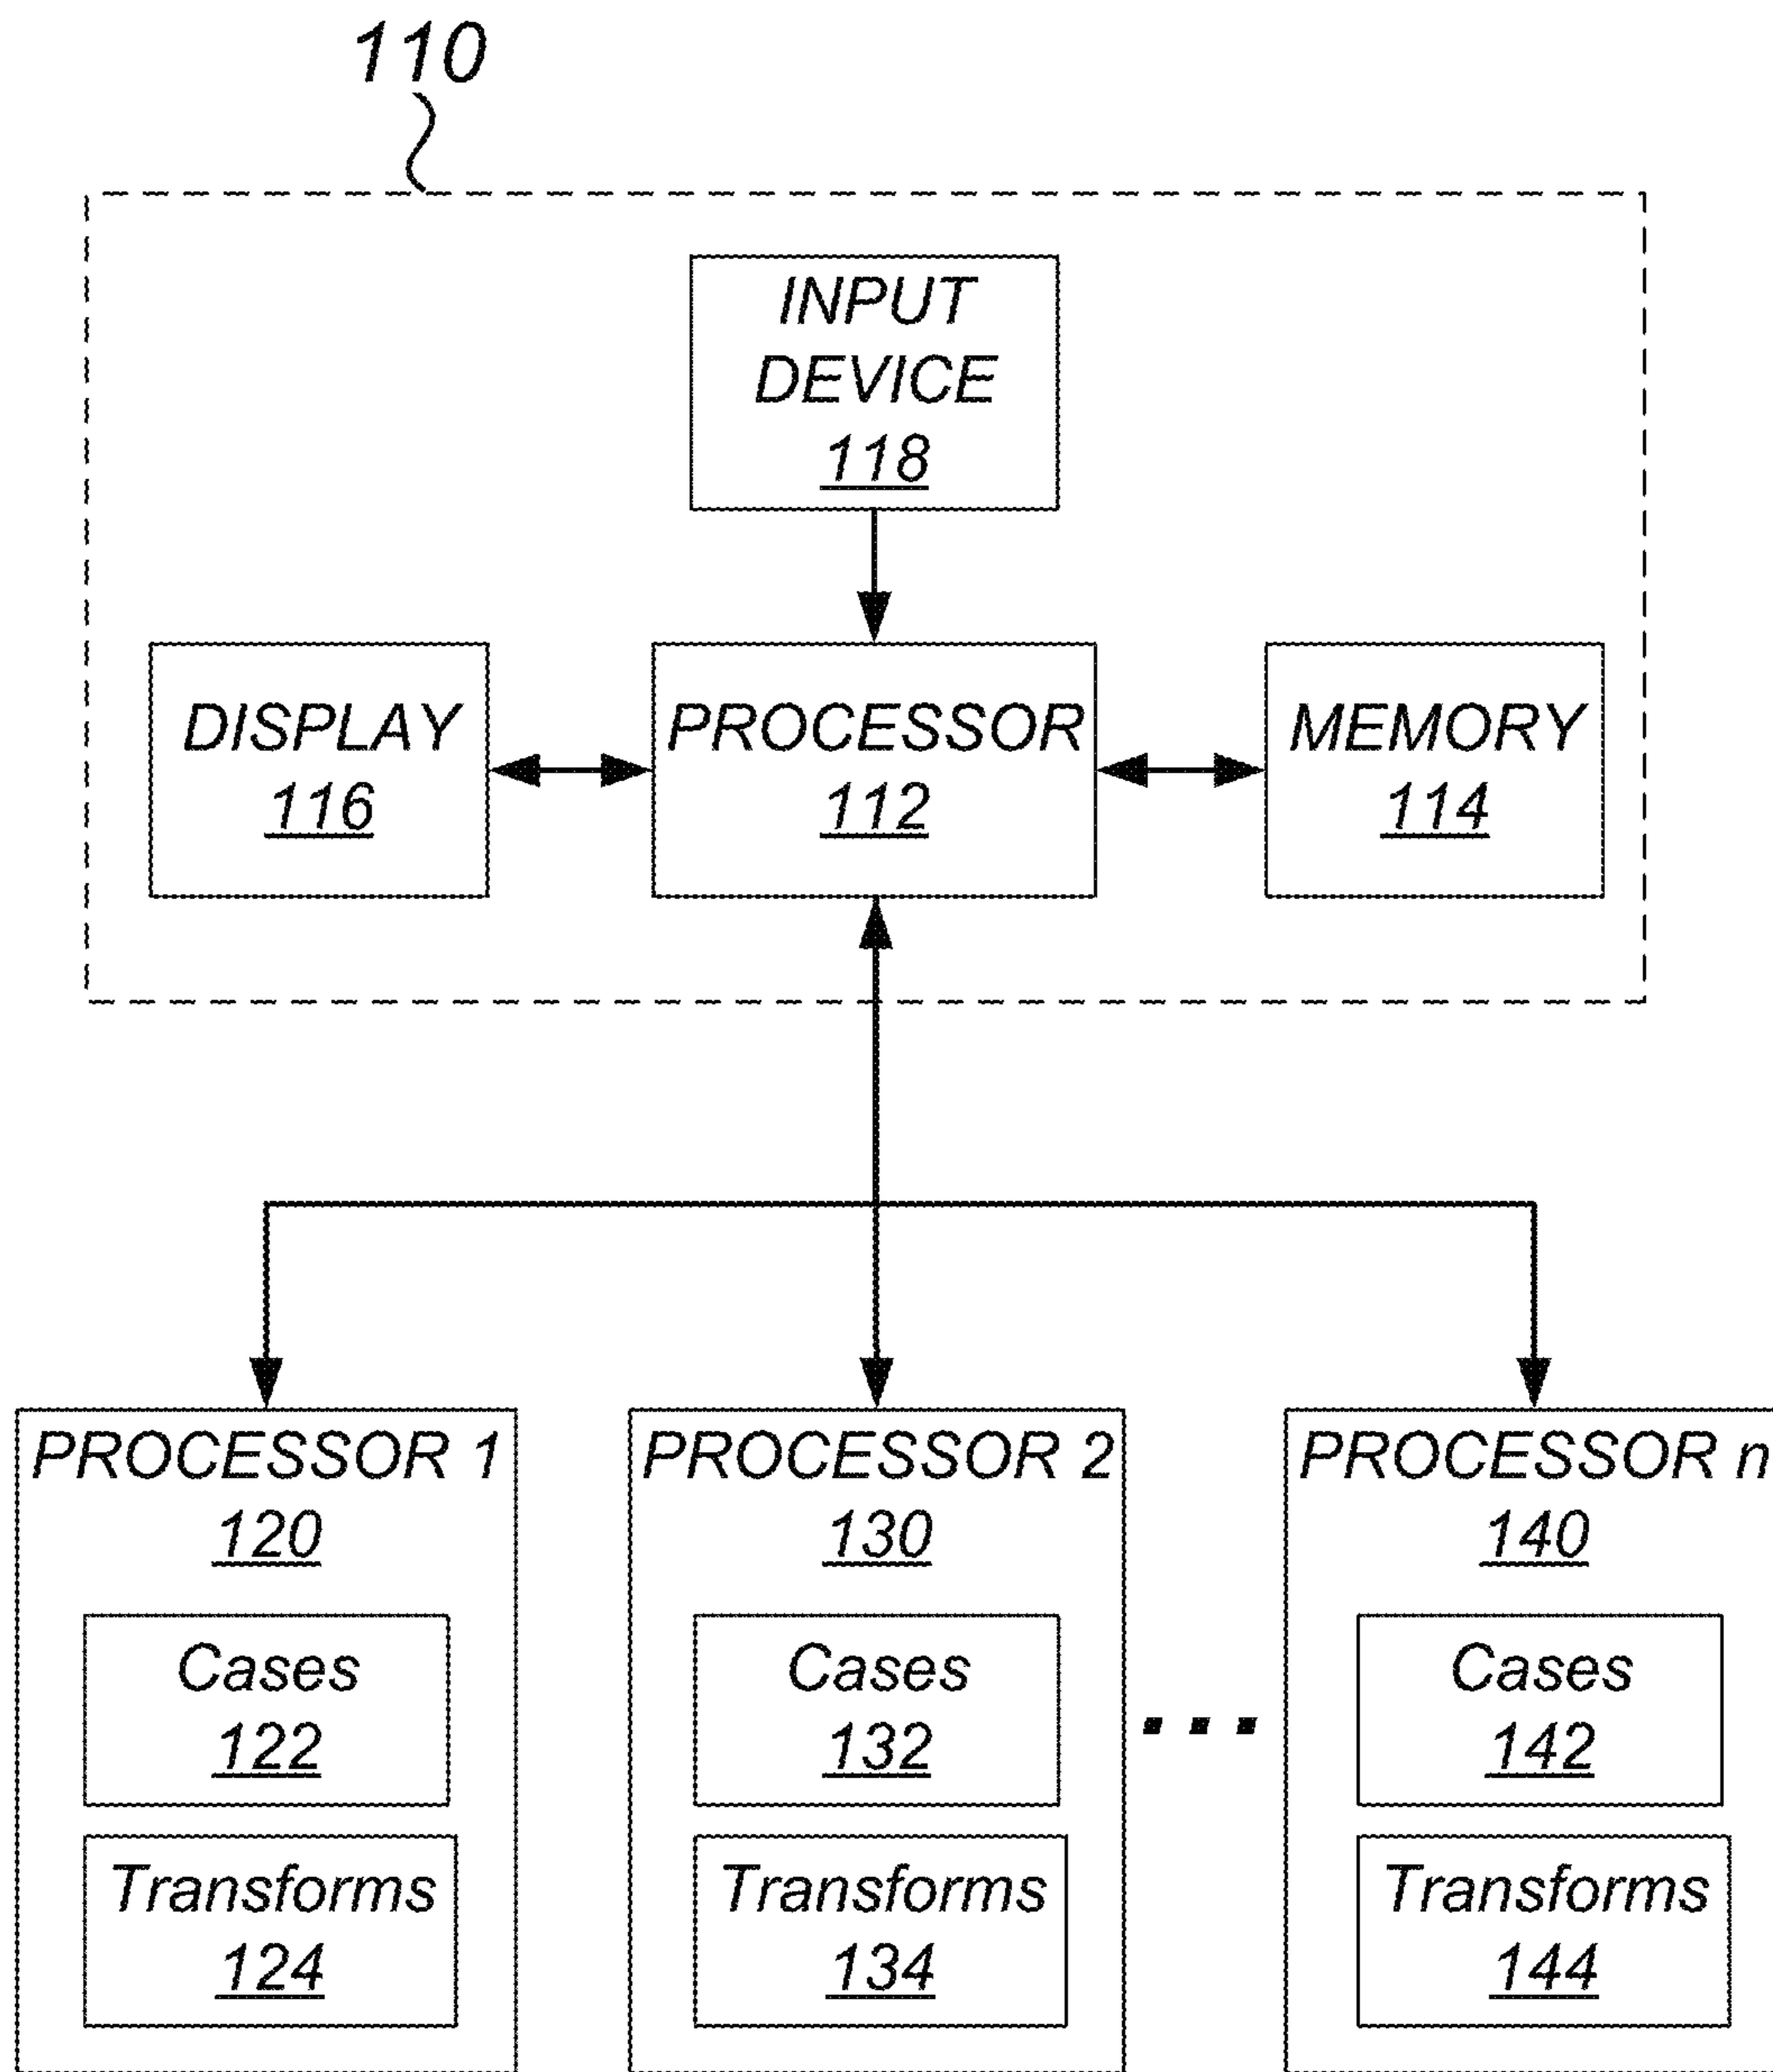 110
INPUT
DEVICE
118
DISPLAY
116
PROCESSOR
112
MEMORY
114
PROCESSOR 1
120
Cases
122
Transforms
124
PROCESSOR 2
130
Cases
132
Transforms
134
...
PROCESSOR n
140
Cases
142
Transforms
144